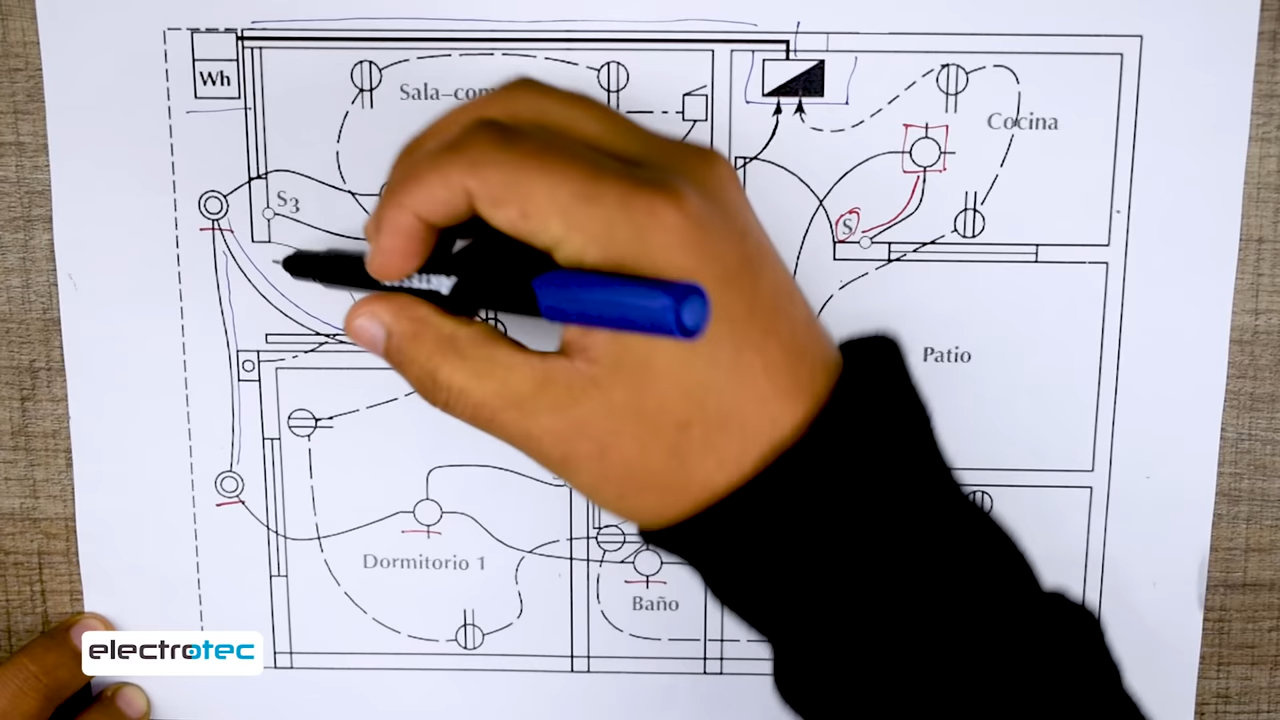 Wh
Sala-com
Cocina
S3
S
Patio
Dormitorio 1
Baño
electrotec